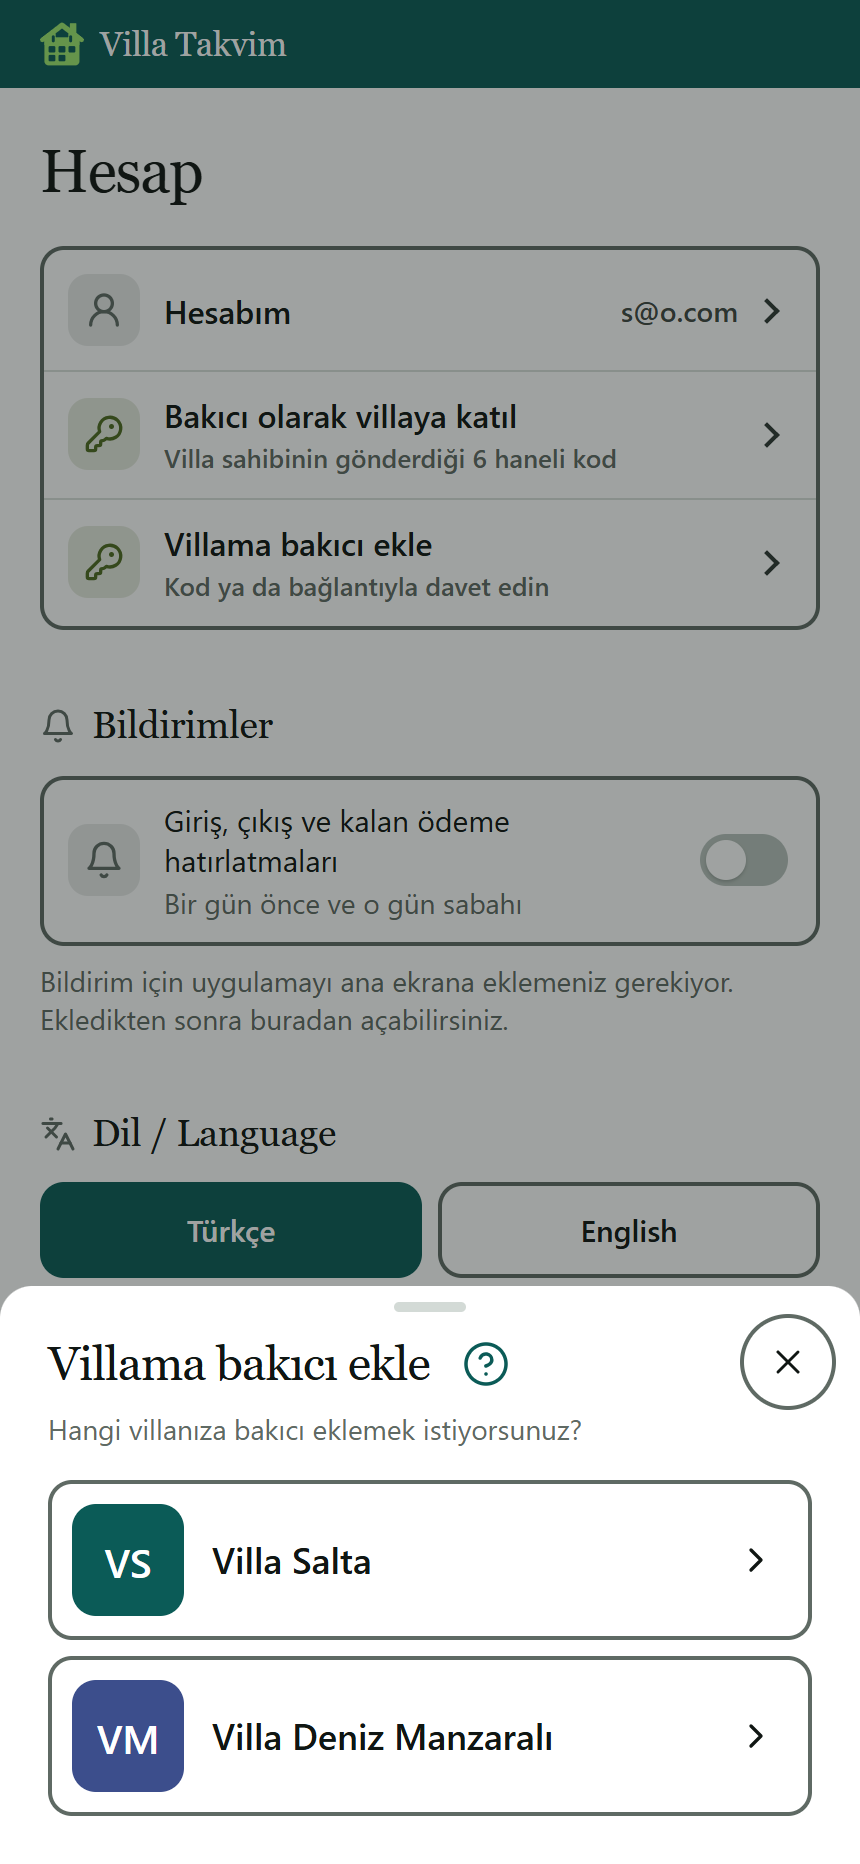 Villa Takvim
Hesap
Hesabım
s@o.com
Bakıcı olarak villaya katıl
Villa sahibinin gönderdiği 6 haneli kod
Villama bakıcı ekle
Kod ya da bağlantıyla davet edin
Bildirimler
Giriş, çıkış ve kalan ödeme
hatırlatmaları
Bir gün önce ve o gün sabahı
Bildirim için uygulamayı ana ekrana eklemeniz gerekiyor.
Ekledikten sonra buradan açabilirsiniz.
Dil / Language
Türkçe
English
Villama bakıcı ekle
Hangi villanıza bakıcı eklemek istiyorsunuz?
VS
Villa Salta
VM
Villa Deniz Manzaralı